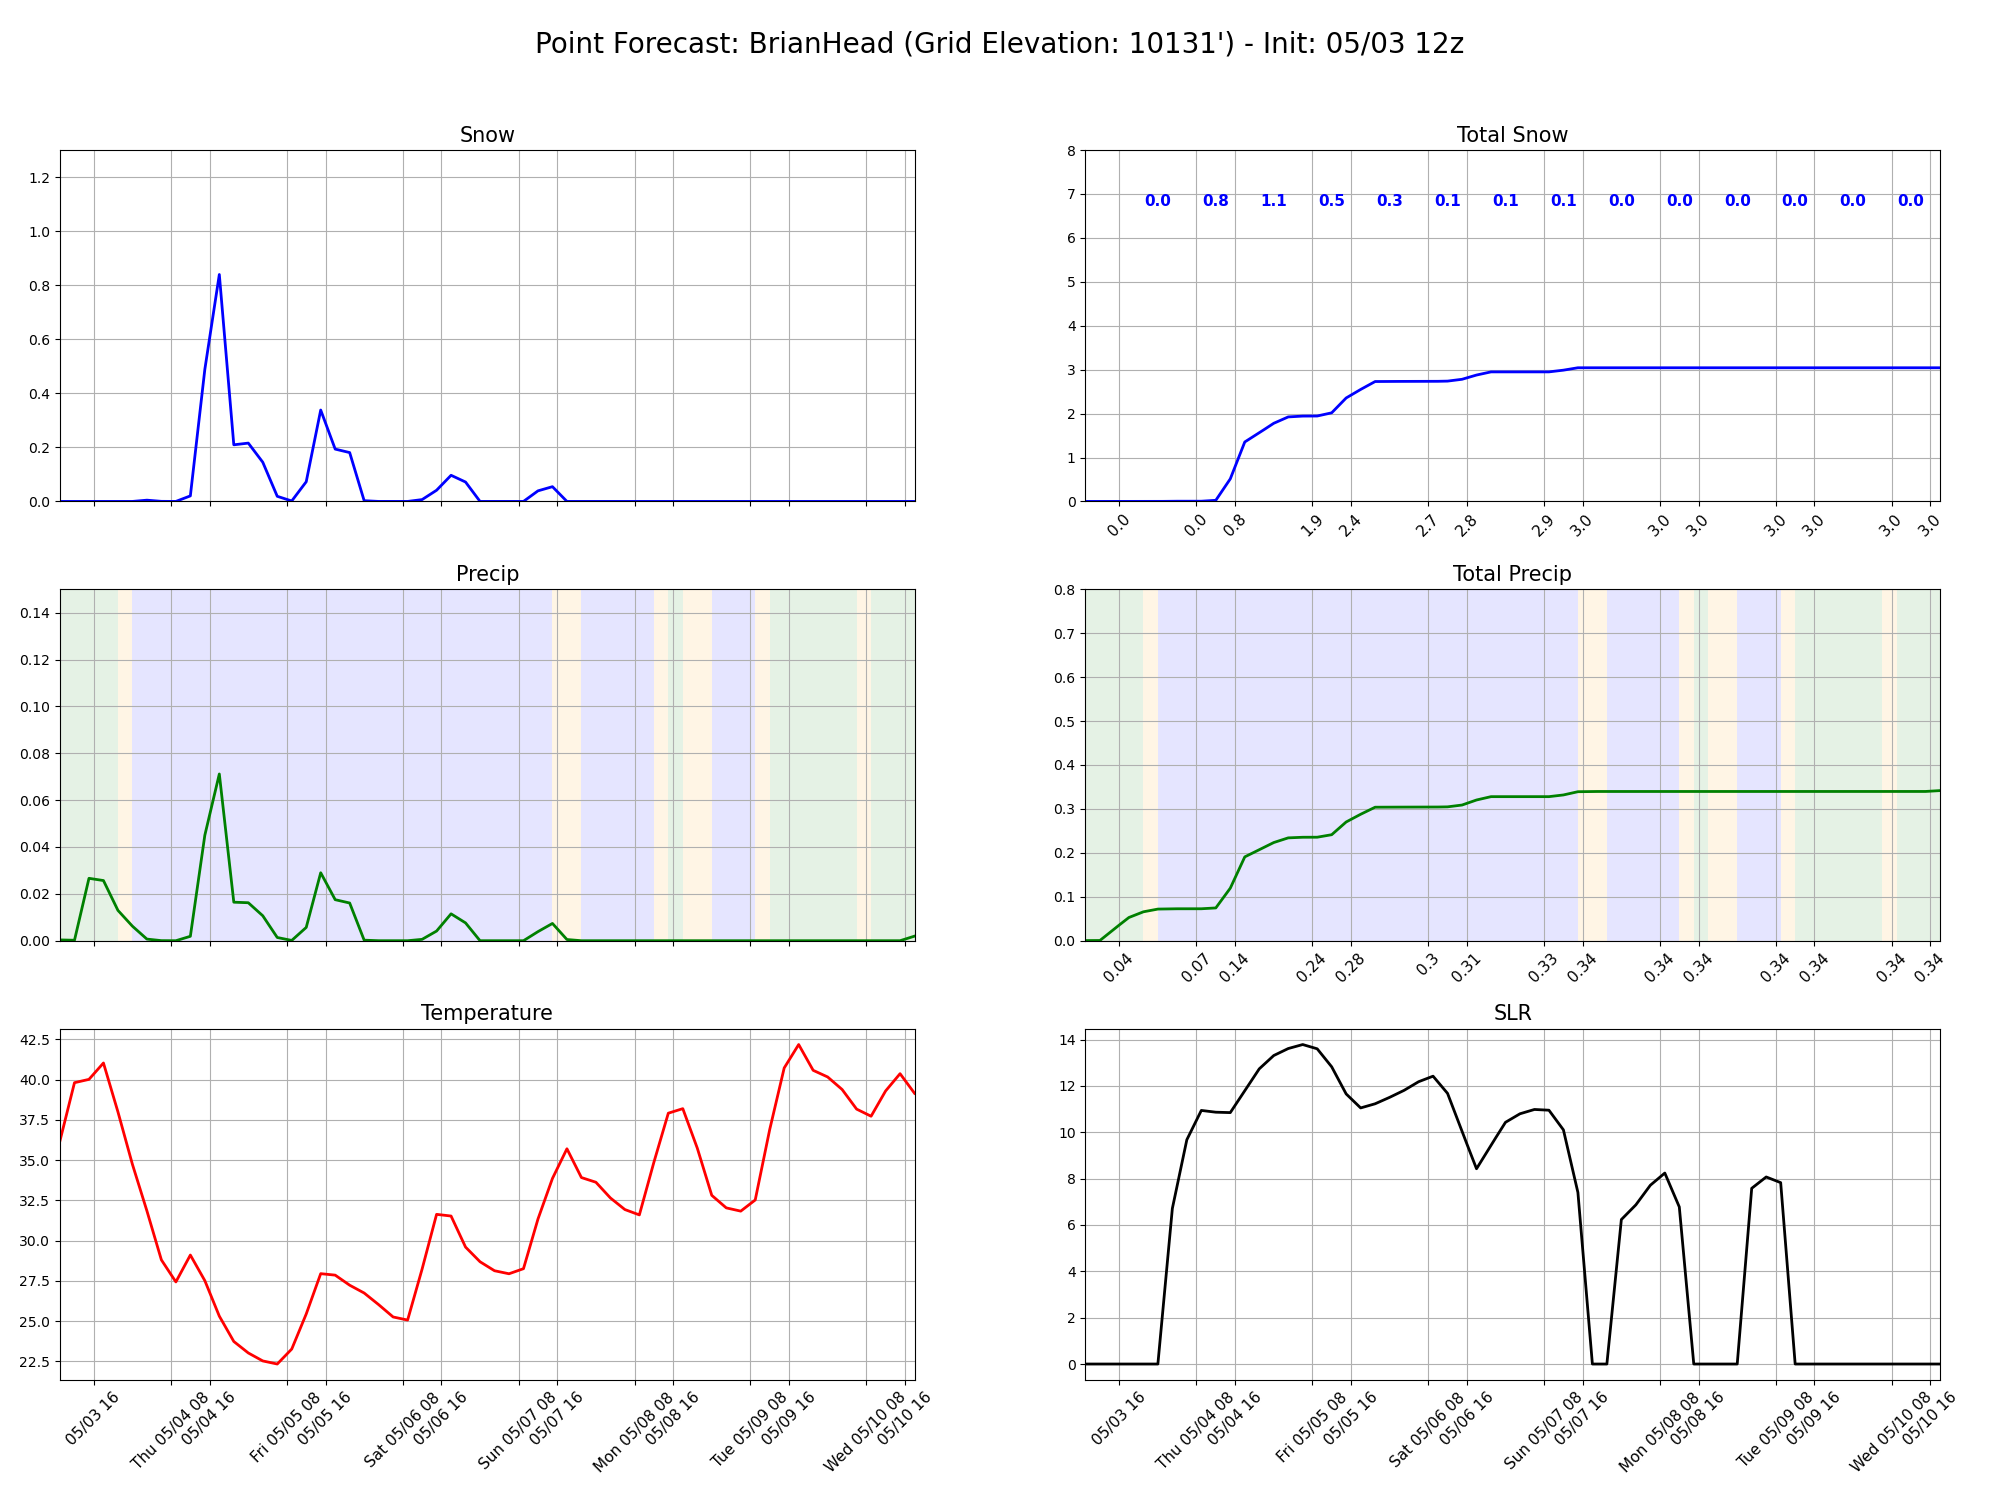 Point Forecast: BrianHead (Grid Elevation: 10131') - Init: 05/03 12z
Snow
1.2
1.0
0.8
0.6
0.4
0.2
0.0
Total Snow
8
7
6
5
4
3
2
1
0
0.0 0.8 1.1 0.5 0.3 0.1 0.1 0.1 0.0 0.0 0.0 0.0 0.0 0.0
0.0 0.0 0.8 1.9 2.4 2.7 2.8 2.9 3.0 3.0 3.0 3.0 3.0 3.0 3.0
Precip
0.14
0.12
0.10
0.08
0.06
0.04
0.02
0.00
Total Precip
0.8
0.7
0.6
0.5
0.4
0.3
0.2
0.1
0.0
0.04 0.07 0.14 0.24 0.28 0.3 0.31 0.33 0.34 0.34 0.34 0.34 0.34 0.34 0.34
Temperature
42.5
40.0
37.5
35.0
32.5
30.0
27.5
25.0
22.5
05/03 16
Thu 05/04 08
05/04 16
Fri 05/05 08
05/05 16
Sat 05/06 08
05/06 16
Sun 05/07 08
05/07 16
Mon 05/08 08
05/08 16
Tue 05/09 08
05/09 16
Wed 05/10 08
05/10 16
SLR
14
12
10
8
6
4
2
0
05/03 16
Thu 05/04 08
05/04 16
Fri 05/05 08
05/05 16
Sat 05/06 08
05/06 16
Sun 05/07 08
05/07 16
Mon 05/08 08
05/08 16
Tue 05/09 08
05/09 16
Wed 05/10 08
05/10 16